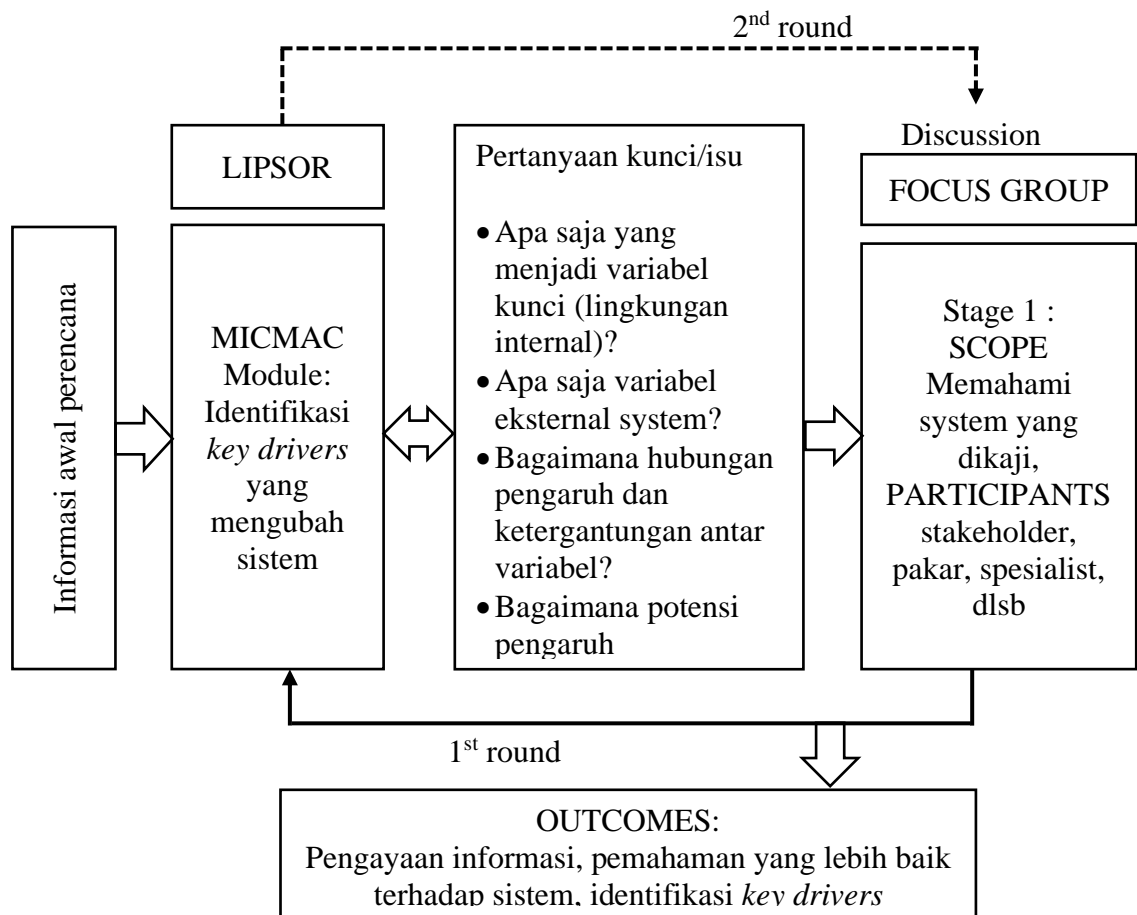 2nd round
LIPSOR
Pertanyaan kunci/isu
Discussion
FOCUS GROUP
Informasi awal perencana
MICMAC
Module:
Identifikasi
key drivers
yang
mengubah
sistem
•Apa saja yang
menjadi variabel
kunci (lingkungan
internal)?
•Apa saja variabel
eksternal system?
•Bagaimana hubungan
pengaruh dan
ketergantungan antar
variabel?
•Bagaimana potensi
pengaruh
Stage 1 :
SCOPE
Memahami
system yang
dikaji,
PARTICIPANTS
stakeholder,
pakar, spesialist,
dlsb
1st round
OUTCOMES:
Pengayaan informasi, pemahaman yang lebih baik
terhadap sistem, identifikasi key drivers